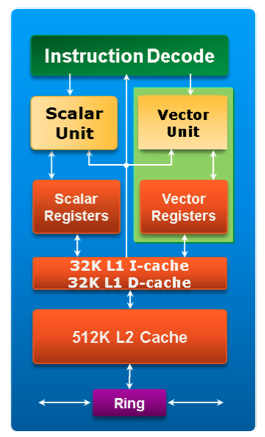 Instruction Decode
Scalar
Unit
Vector
Unit
Scalar
Registers
Vector
Registers
32K L1 I-cache
32K L1 D-cache
512K L2 Cache
Ring